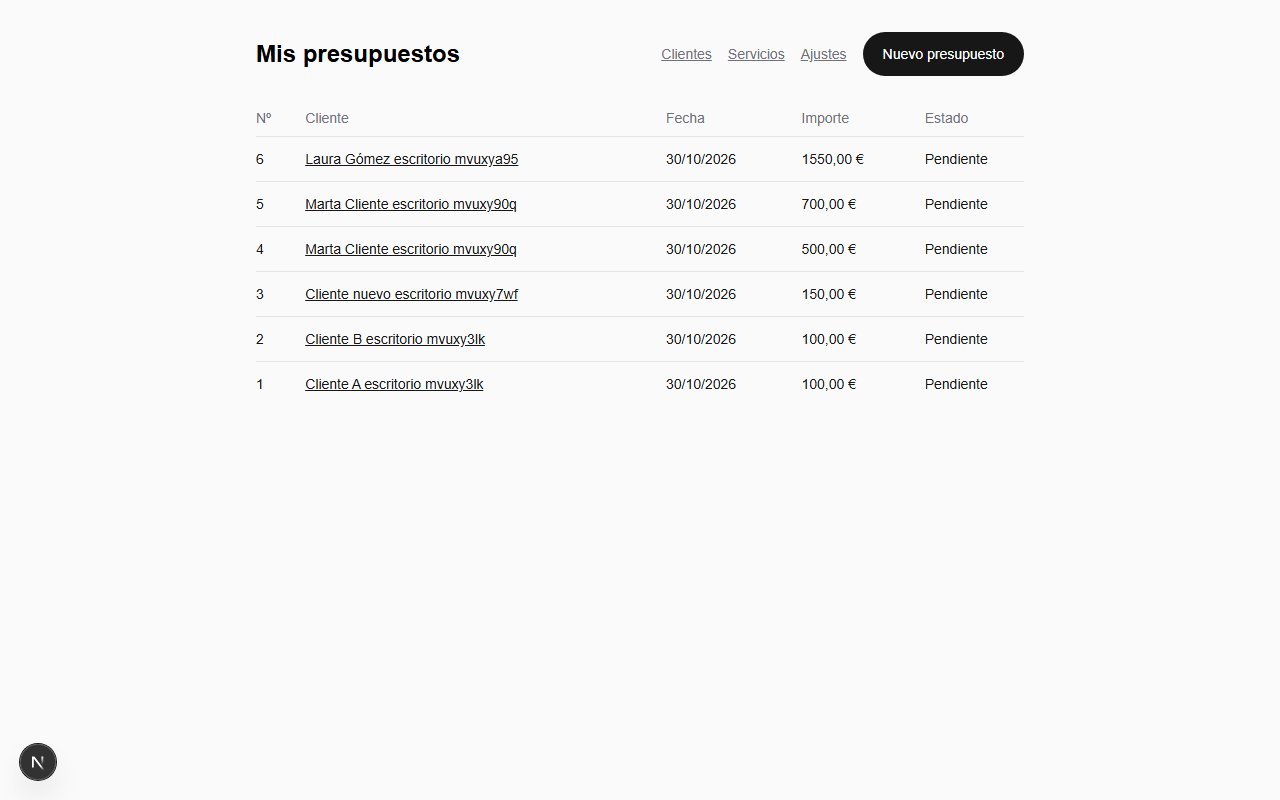 Mis presupuestos Clientes Servicios Ajustes Nuevo presupuesto
Nº Cliente Fecha Importe Estado
6 Laura Gómez escritorio mvuxya95 30/10/2026 1550,00 € Pendiente
5 Marta Cliente escritorio mvuxy90q 30/10/2026 700,00 € Pendiente
4 Marta Cliente escritorio mvuxy90q 30/10/2026 500,00 € Pendiente
3 Cliente nuevo escritorio mvuxy7wf 30/10/2026 150,00 € Pendiente
2 Cliente B escritorio mvuxy3lk 30/10/2026 100,00 € Pendiente
1 Cliente A escritorio mvuxy3lk 30/10/2026 100,00 € Pendiente
N